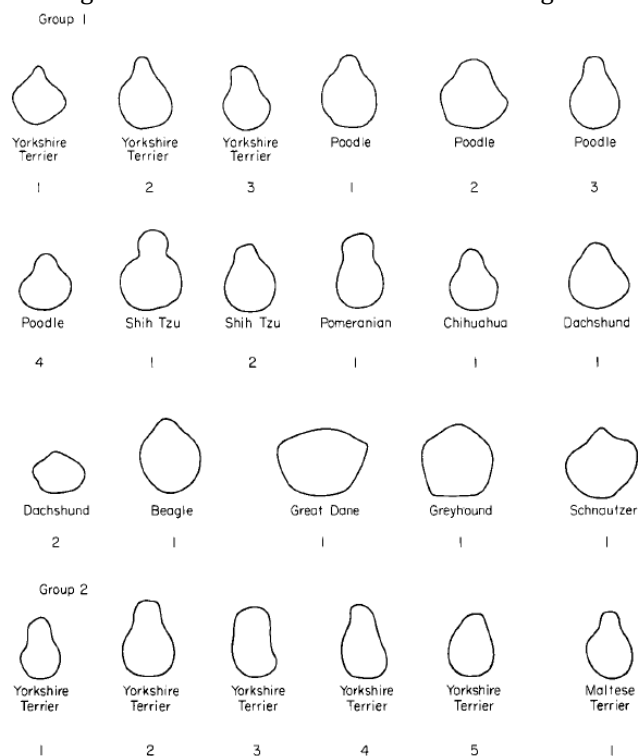 Group 1
Yorkshire Terrier Yorkshire Terrier Yorkshire Terrier Poodle Poodle Poodle
1 2 3 1 2 3
Poodle Shih Tzu Shih Tzu Pomeranian Chihuahua Dachshund
4 1 2 1 1 1
Dachshund Beagle Great Dane Greyhound Schnautzer
2 1 1 1 1
Group 2
Yorkshire Terrier Yorkshire Terrier Yorkshire Terrier Yorkshire Terrier Yorkshire Terrier Maltese Terrier
1 2 3 4 5 1